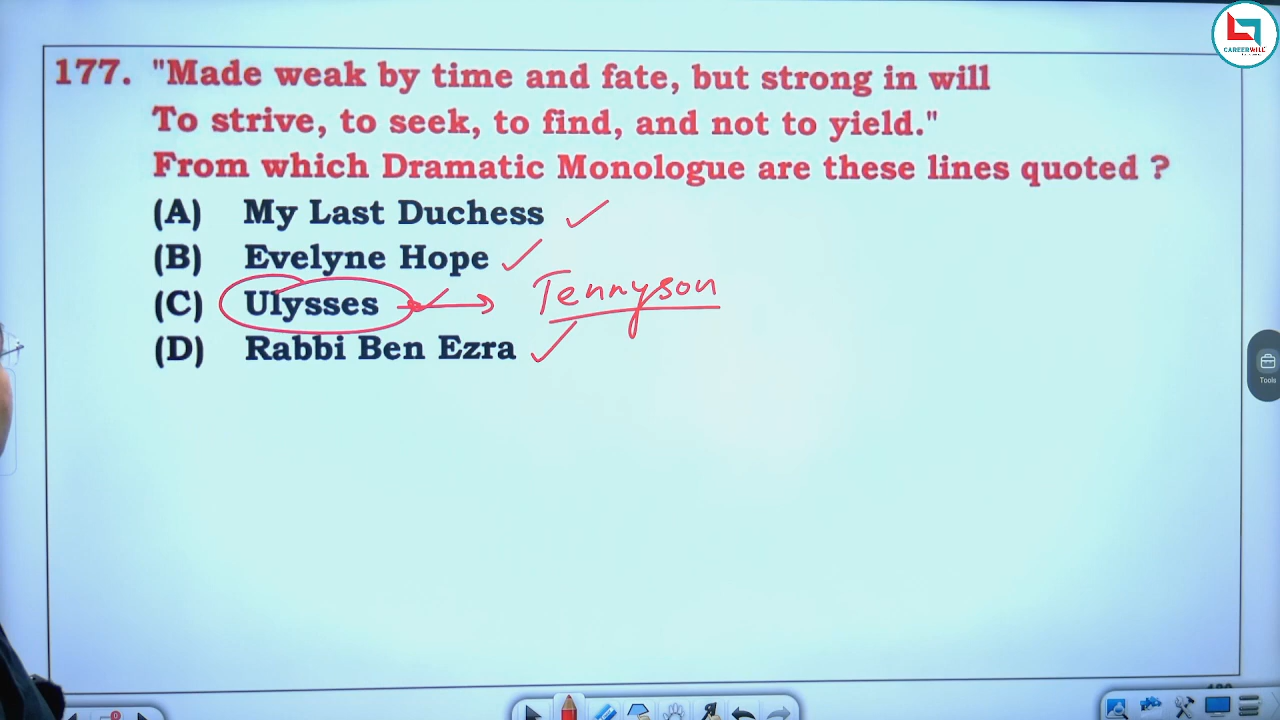 CAREERWILL
177. "Made weak by time and fate, but strong in will
To strive, to seek, to find, and not to yield."
From which Dramatic Monologue are these lines quoted ?
(A) My Last Duchess
(B) Evelyne Hope
(C) Ulysses Tennyson
(D) Rabbi Ben Ezra
Tools